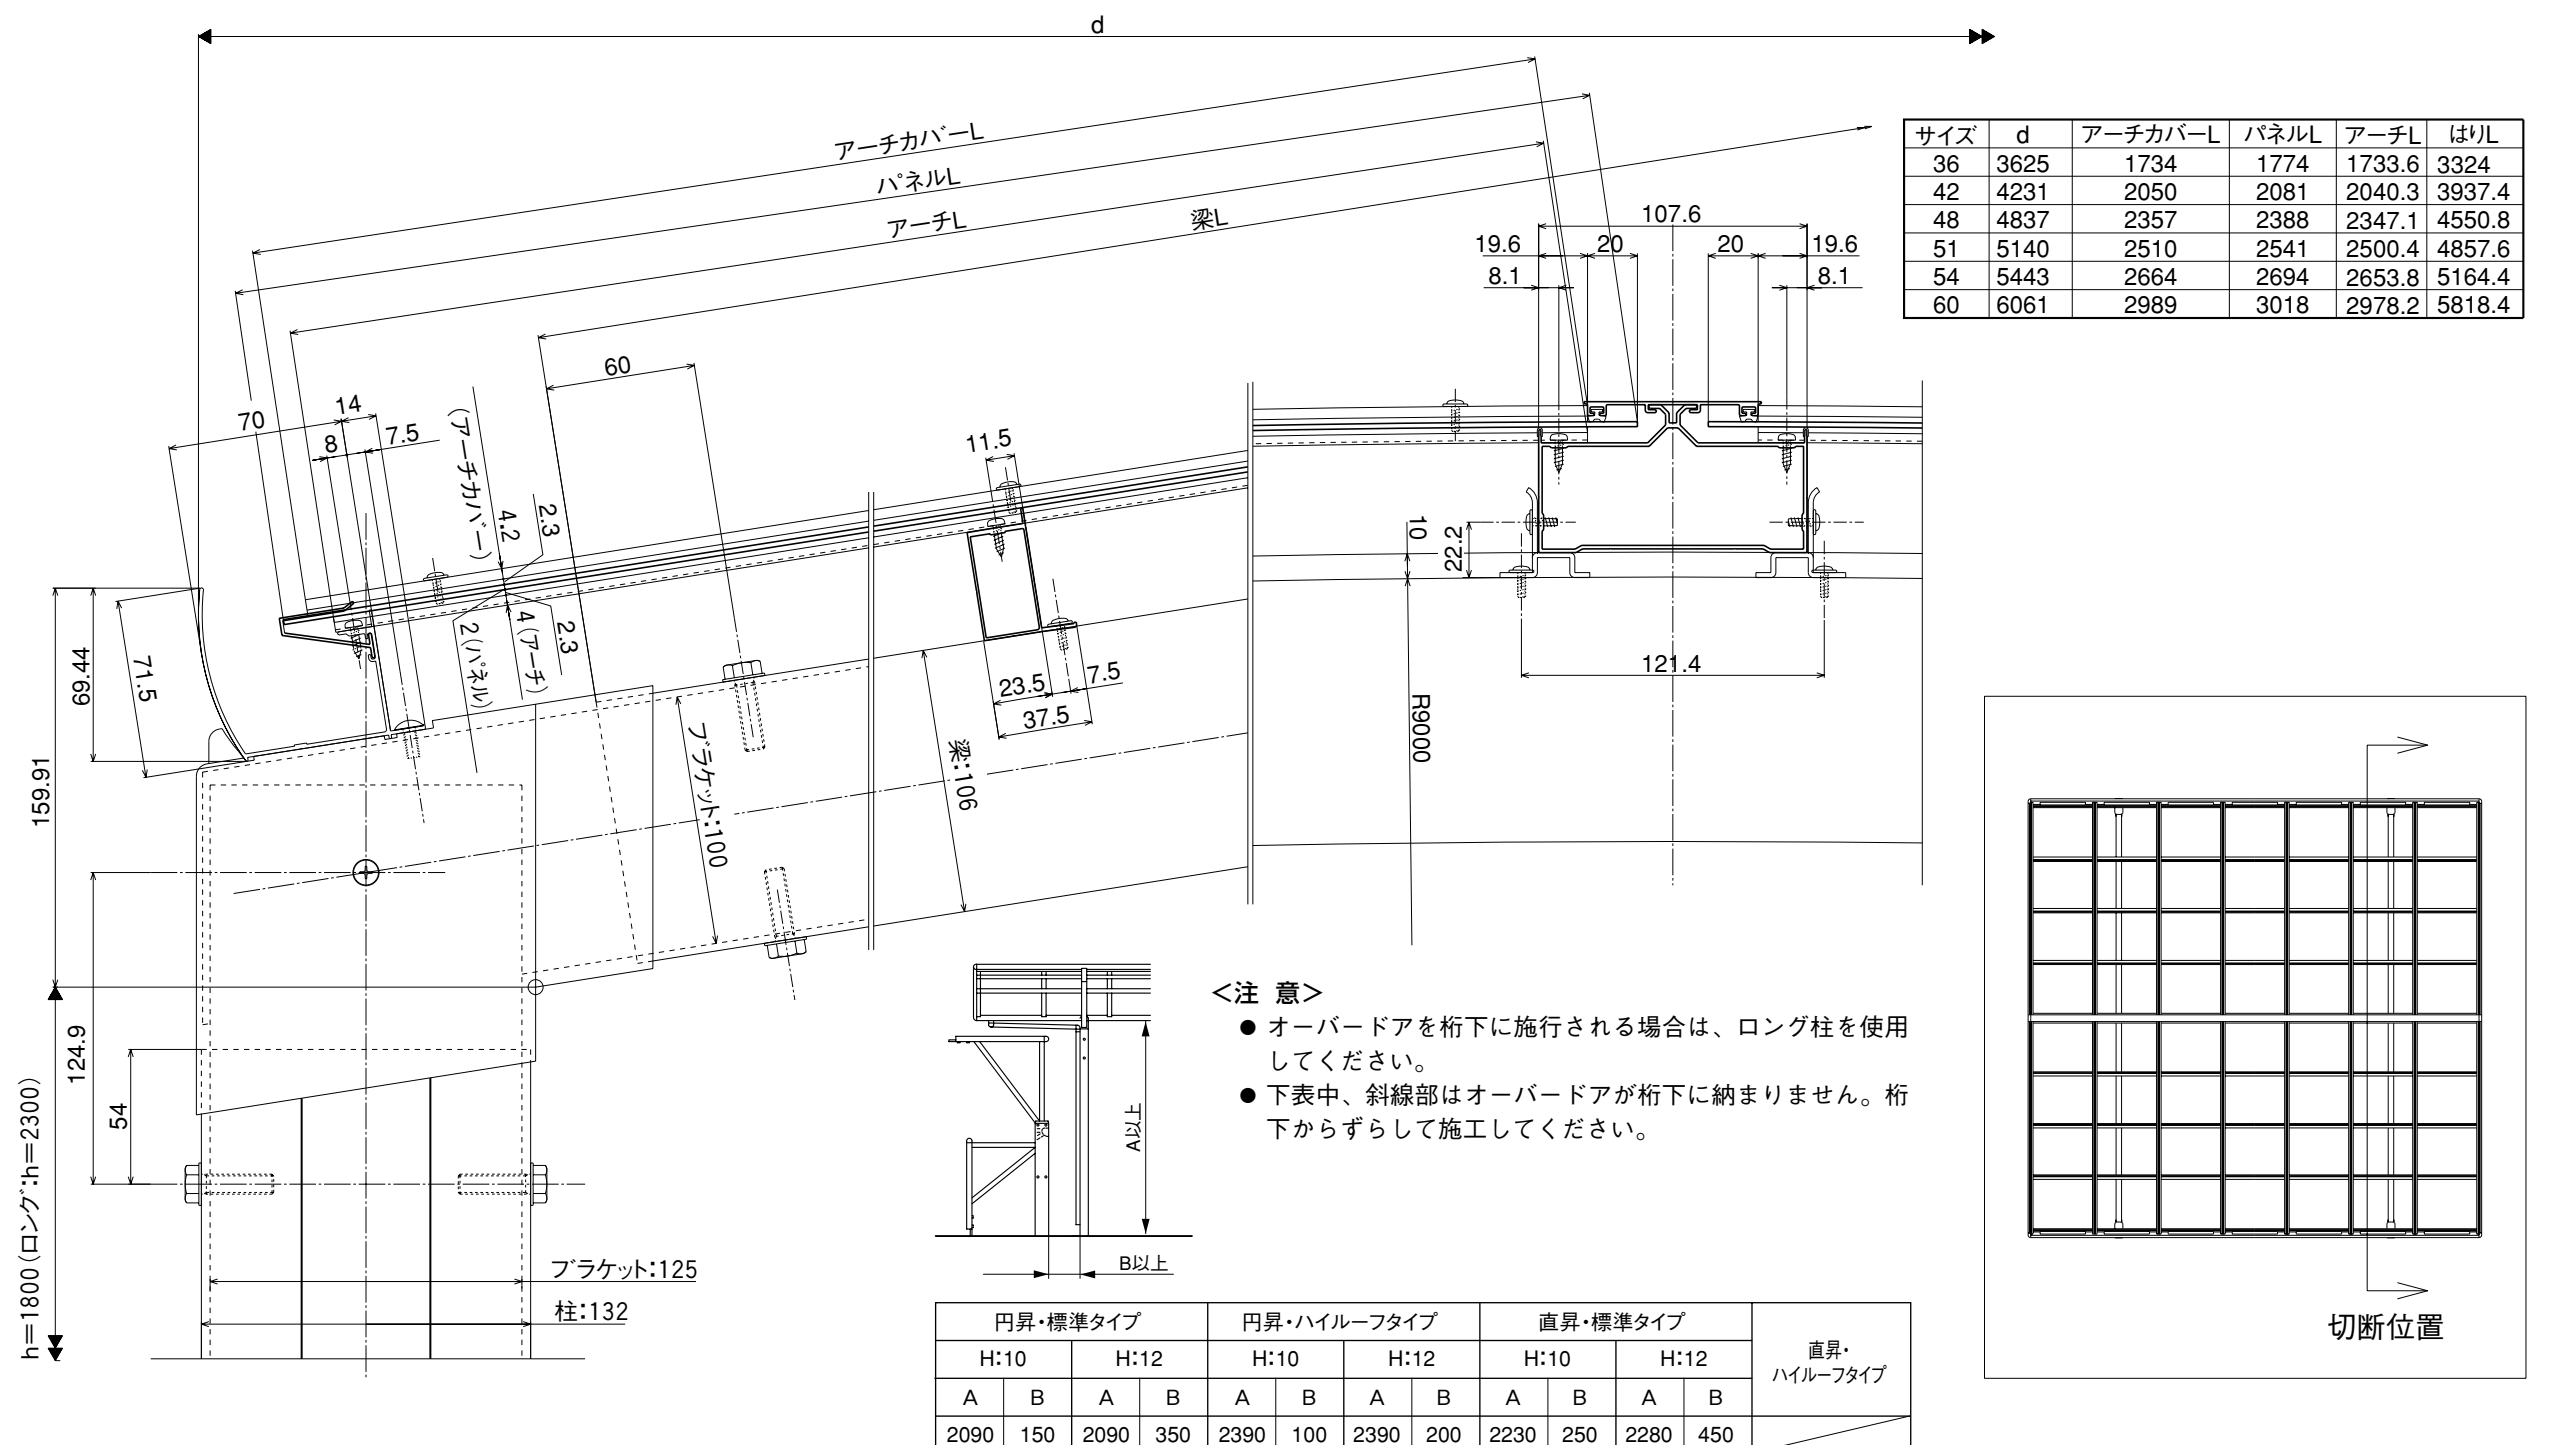 d
アーチカバーL
パネルL
アーチL
梁L
サイズ d アーチカバーL パネルL アーチL はりL
36 3625 1734 1774 1733.6 3324
42 4231 2050 2081 2040.3 3937.4
48 4837 2357 2388 2347.1 4550.8
51 5140 2510 2541 2500.4 4857.6
54 5443 2664 2694 2653.8 5164.4
60 6061 2989 3018 2978.2 5818.4
107.6
19.6 20 20 19.6
8.1 8.1
60
70 14
8 7.5
(アーチカバー)
4.2
2.3
11.5
10
22.2
2(パネル)
4(アーチ)
2.3
69.44
71.5
121.4
23.5 7.5
37.5
R9000
ブラケット:100
梁:106
159.91
124.9
54
h=1800(ロング:h=2300)
ブラケット:125
柱:132
A以上
B以上
<注 意>
● オーバードアを桁下に施行される場合は、ロング柱を使用
してください。
● 下表中、斜線部はオーバードアが桁下に納まりません。桁
下からずらして施工してください。
円昇・標準タイプ 円昇・ハイルーフタイプ 直昇・標準タイプ 直昇・
ハイルーフタイプ
H:10 H:12 H:10 H:12 H:10 H:12
A B A B A B A B A B A B
2090 150 2090 350 2390 100 2390 200 2230 250 2280 450
切断位置